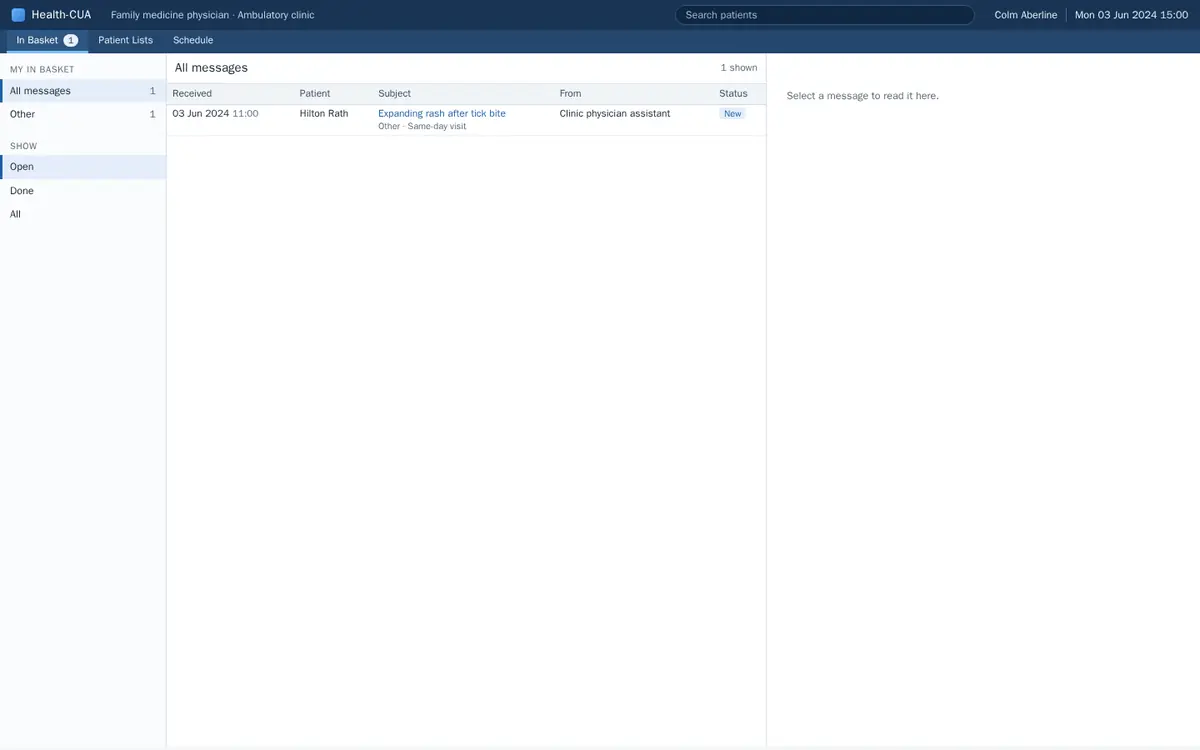 Health-CUA Family medicine physician · Ambulatory clinic Search patients Colm Aberline Mon 03 Jun 2024 15:00
In Basket 1 Patient Lists Schedule
MY IN BASKET
All messages 1
Other 1
SHOW
Open
Done
All
All messages 1 shown
Received Patient Subject From Status
03 Jun 2024 11:00 Hilton Rath Expanding rash after tick bite Clinic physician assistant New
Other · Same-day visit
Select a message to read it here.